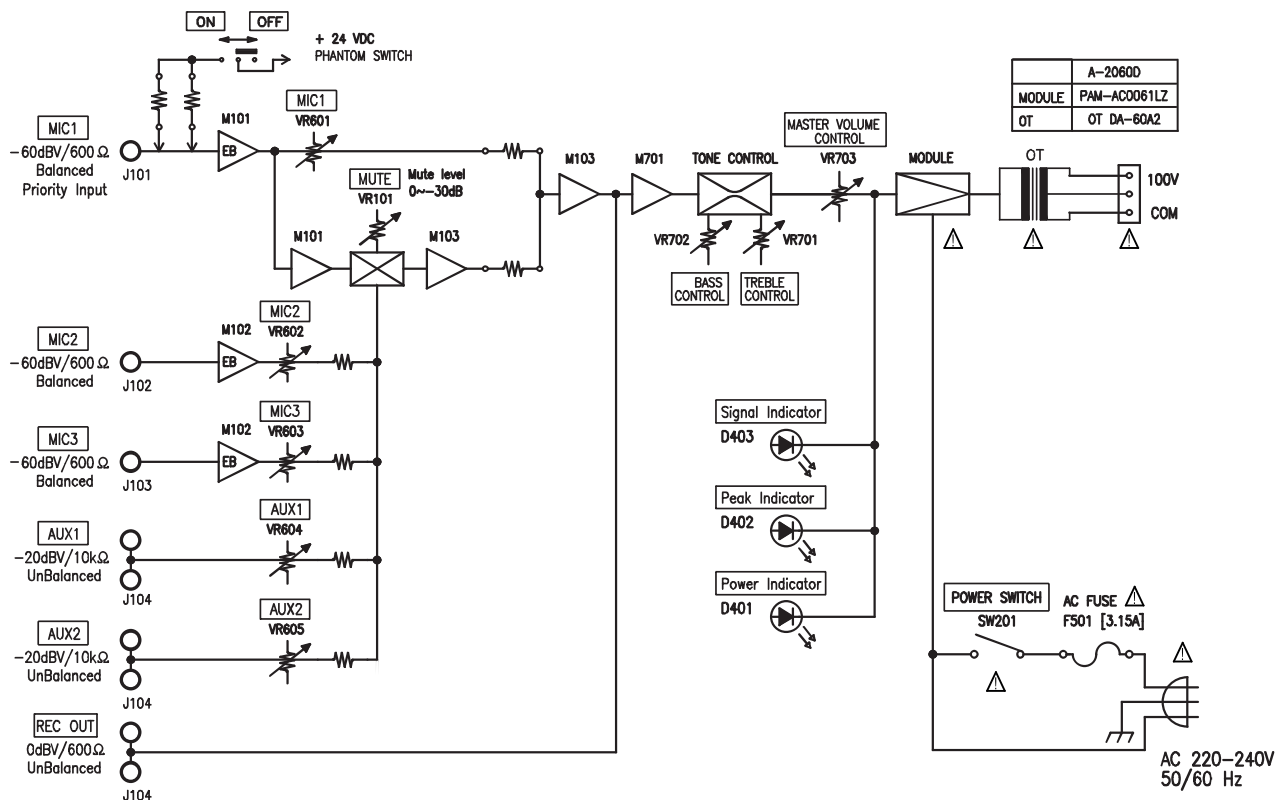 ON OFF
+ 24 VDC
PHANTOM SWITCH
A-2060D
MODULE PAM-AC0061LZ
OT OT DA-60A2
MIC1
-60dBV/600Ω
Balanced
Priority Input
J101
M101
EB
MIC1
VR601
MUTE
VR101
Mute level
0~-30dB
M101
M103
M103
M701
TONE CONTROL
VR702
VR701
BASS
CONTROL
TREBLE
CONTROL
MASTER VOLUME
CONTROL
VR703
MODULE
OT
100V
COM
MIC2
-60dBV/600Ω
Balanced
J102
M102
EB
MIC2
VR602
MIC3
-60dBV/600Ω
Balanced
J103
M102
EB
MIC3
VR603
AUX1
-20dBV/10kΩ
UnBalanced
J104
AUX1
VR604
AUX2
-20dBV/10kΩ
UnBalanced
J104
AUX2
VR605
REC OUT
0dBV/600Ω
UnBalanced
J104
Signal Indicator
D403
Peak Indicator
D402
Power Indicator
D401
POWER SWITCH
SW201
AC FUSE
F501 [3.15A]
AC 220-240V
50/60 Hz